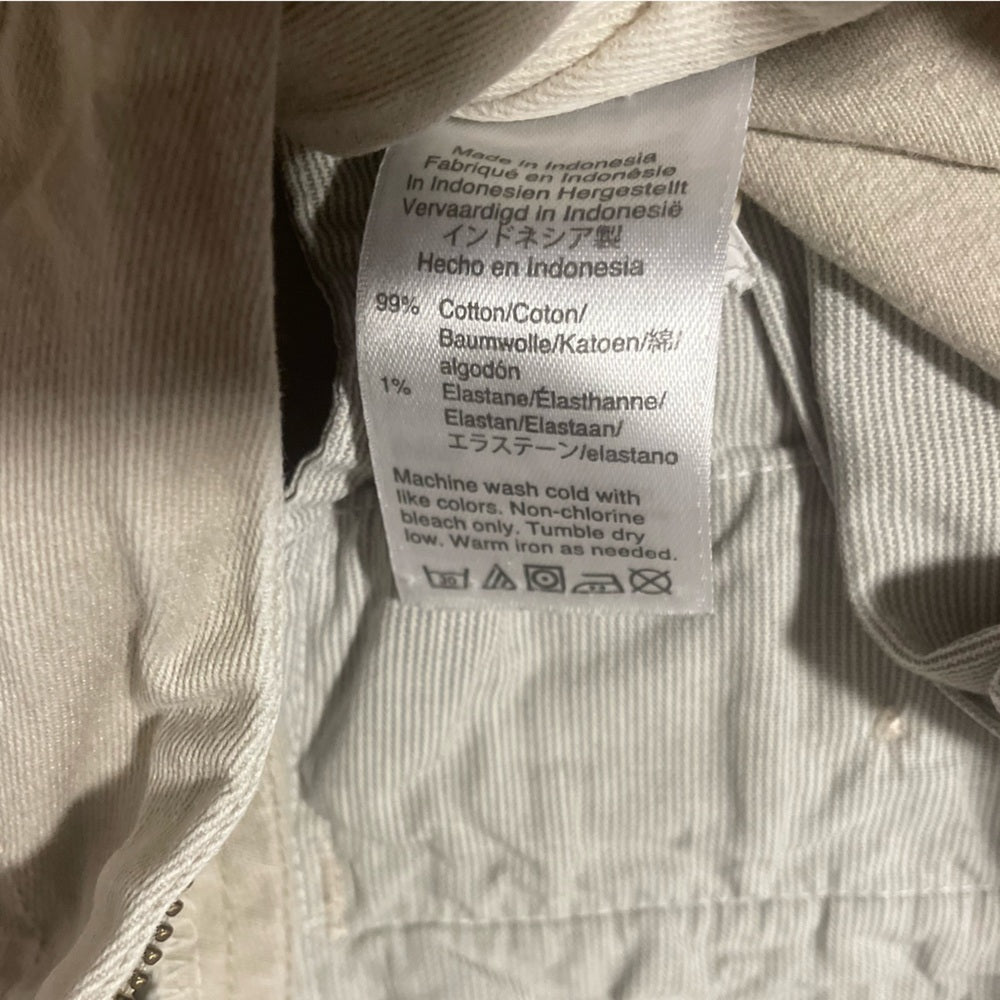 Made in Indonesia
Fabriqué en Indonésie
In Indonesien Hergestellt
Vervaardigd in Indonesië
インドネシア製
Hecho en Indonesia
99% Cotton/Coton/
Baumwolle/Katoen/綿/
algodón
1% Elastane/Élasthanne/
Elastan/Elastaan/
エラステーン/elastano
Machine wash cold with
like colors. Non-chlorine
bleach only. Tumble dry
low. Warm iron as needed.
30